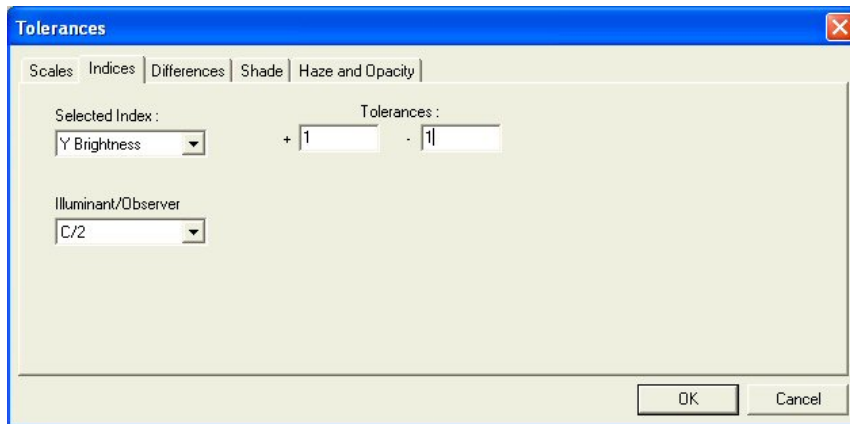 Tolerances
Scales Indices Differences Shade Haze and Opacity
Selected Index : Tolerances :
Y Brightness + 1 - 1
Illuminant/Observer
C/2
OK Cancel